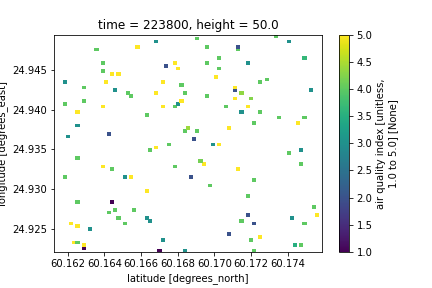 time = 223800, height = 50.0
24.945
24.940
24.935
24.930
24.925
longitude [degrees_east]
60.162 60.164 60.166 60.168 60.170 60.172 60.174
latitude [degrees_north]
5.0
4.5
4.0
3.5
3.0
2.5
2.0
1.5
1.0
air quality index [unitless,
1.0 to 5.0] [None]